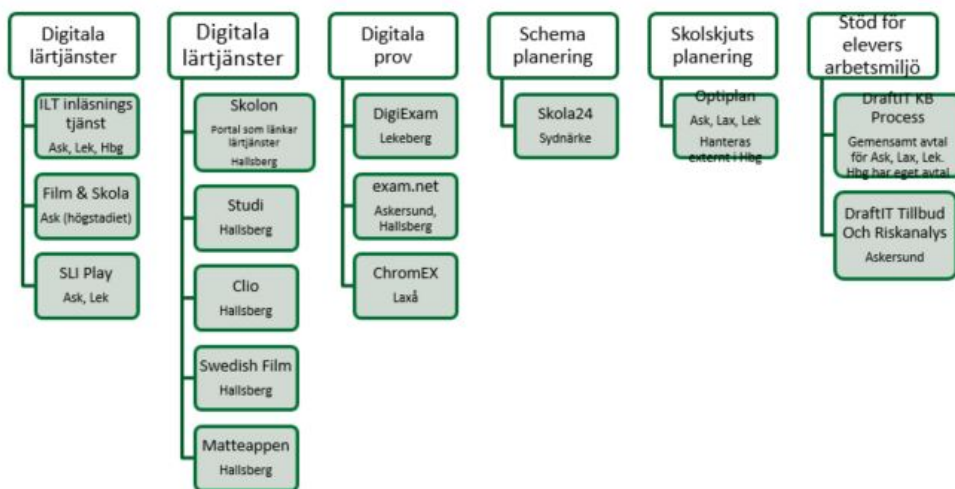 Digitala
lärtjänster
ILT inläsnings
tjänst
Ask, Lek, Hbg
Film & Skola
Ask (högstadiet)
SLI Play
Ask, Lek
Digitala
lärtjänster
Skolon
Portal som länkar
lärtjänster
Hallsberg
Studi
Hallsberg
Clio
Hallsberg
Swedish Film
Hallsberg
Matteappen
Hallsberg
Digitala
prov
DigiExam
Lekeberg
exam.net
Askersund,
Hallsberg
ChromEX
Laxå
Schema
planering
Skola24
Sydnärke
Skolskjuts
planering
Optiplan
Ask, Lax, Lek
Hanteras
externt i Hbg
Stöd för
elevers
arbetsmiljö
DraftIT KB
Process
Gemensamt avtal
för Ask, Lax, Lek.
Hbg har eget avtal
DraftIT Tillbud
Och Riskanalys
Askersund